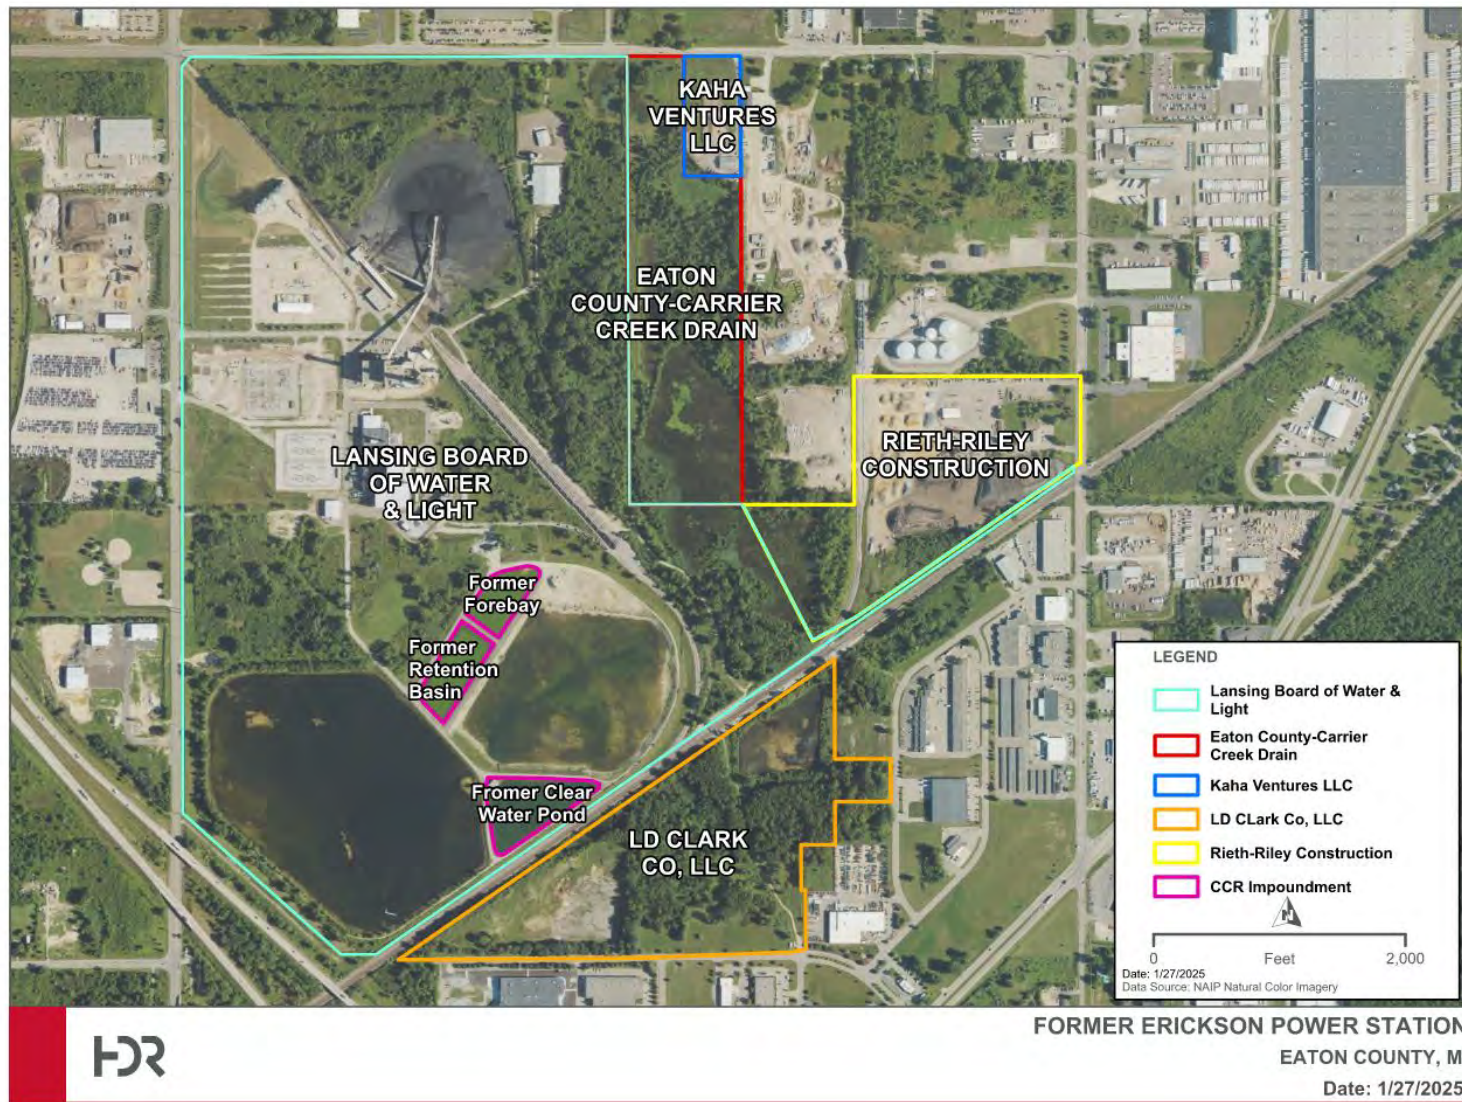 KAHA
VENTURES
LLC
EATON
COUNTY-CARRIER
CREEK DRAIN
RIETH-RILEY
CONSTRUCTION
LANSING BOARD
OF WATER
& LIGHT
Former
Forebay
Former
Retention
Basin
Fromer Clear
Water Pond
LD CLARK
CO, LLC
LEGEND
Lansing Board of Water &
Light
Eaton County-Carrier
Creek Drain
Kaha Ventures LLC
LD CLark Co, LLC
Rieth-Riley Construction
CCR Impoundment
N
0 Feet 2,000
Date: 1/27/2025
Data Source: NAIP Natural Color Imagery
HDR
FORMER ERICKSON POWER STATION
EATON COUNTY, M
Date: 1/27/2025